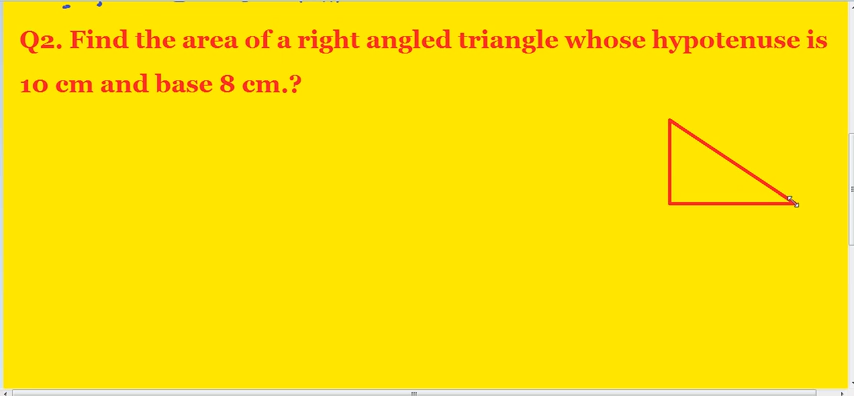 Q2. Find the area of a right angled triangle whose hypotenuse is
10 cm and base 8 cm.?